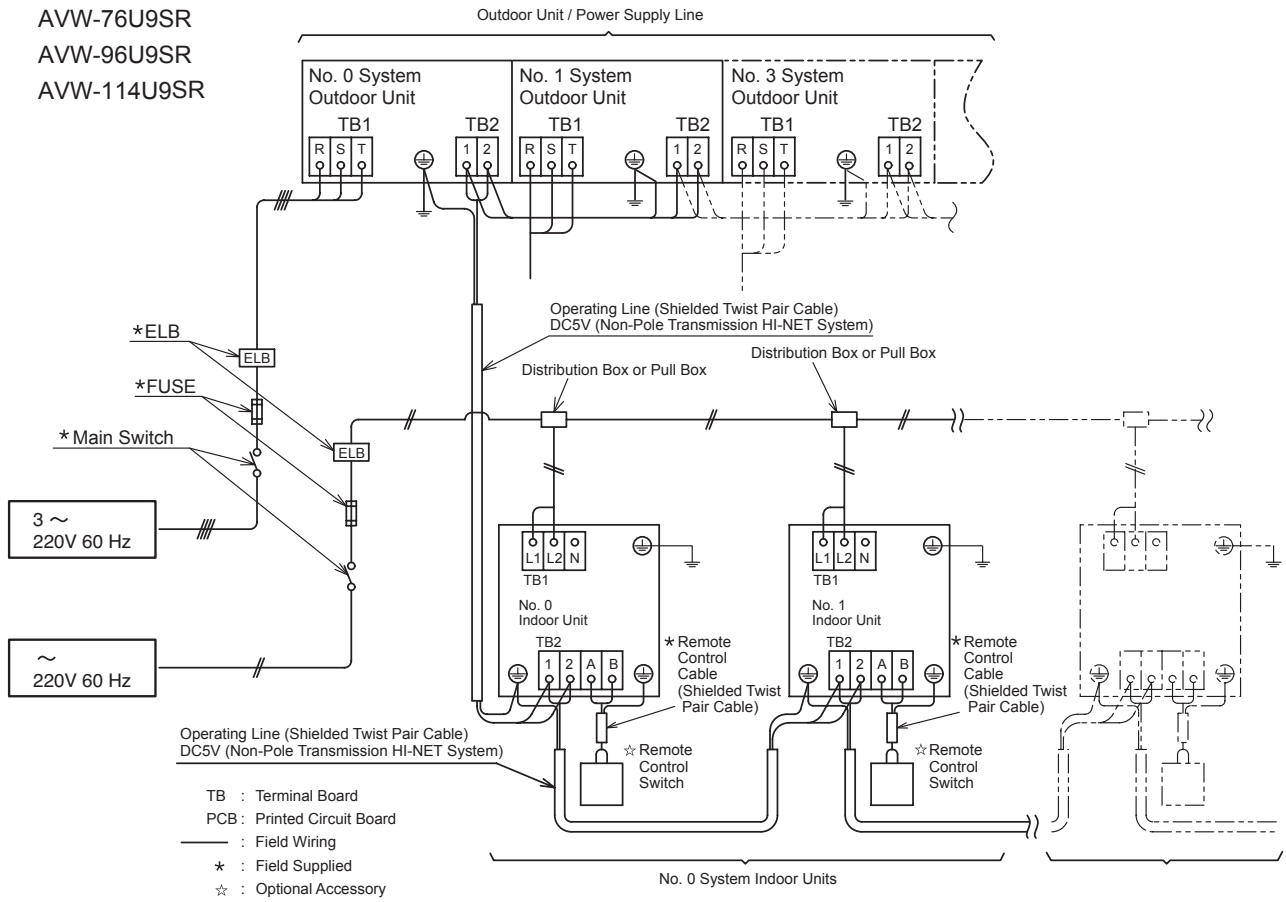 AVW-76U9SR
AVW-96U9SR
AVW-114U9SR
Outdoor Unit / Power Supply Line
No. 0 System
Outdoor Unit
TB1
TB2
R S T
1 2
No. 1 System
Outdoor Unit
TB1
TB2
R S T
1 2
No. 3 System
Outdoor Unit
TB1
TB2
R S T
1 2
Operating Line (Shielded Twist Pair Cable)
DC5V (Non-Pole Transmission HI-NET System)
Distribution Box or Pull Box
Distribution Box or Pull Box
*ELB
ELB
*FUSE
*Main Switch
ELB
3 ~
220V 60 Hz
~
220V 60 Hz
L1 L2 N
TB1
No. 0
Indoor Unit
TB2
1 2 A B
*Remote
Control
Cable
(Shielded Twist
Pair Cable)
☆Remote
Control
Switch
L1 L2 N
TB1
No. 1
Indoor Unit
TB2
1 2 A B
*Remote
Control
Cable
(Shielded Twist
Pair Cable)
☆Remote
Control
Switch
Operating Line (Shielded Twist Pair Cable)
DC5V (Non-Pole Transmission HI-NET System)
TB : Terminal Board
PCB : Printed Circuit Board
: Field Wiring
* : Field Supplied
☆ : Optional Accessory
No. 0 System Indoor Units